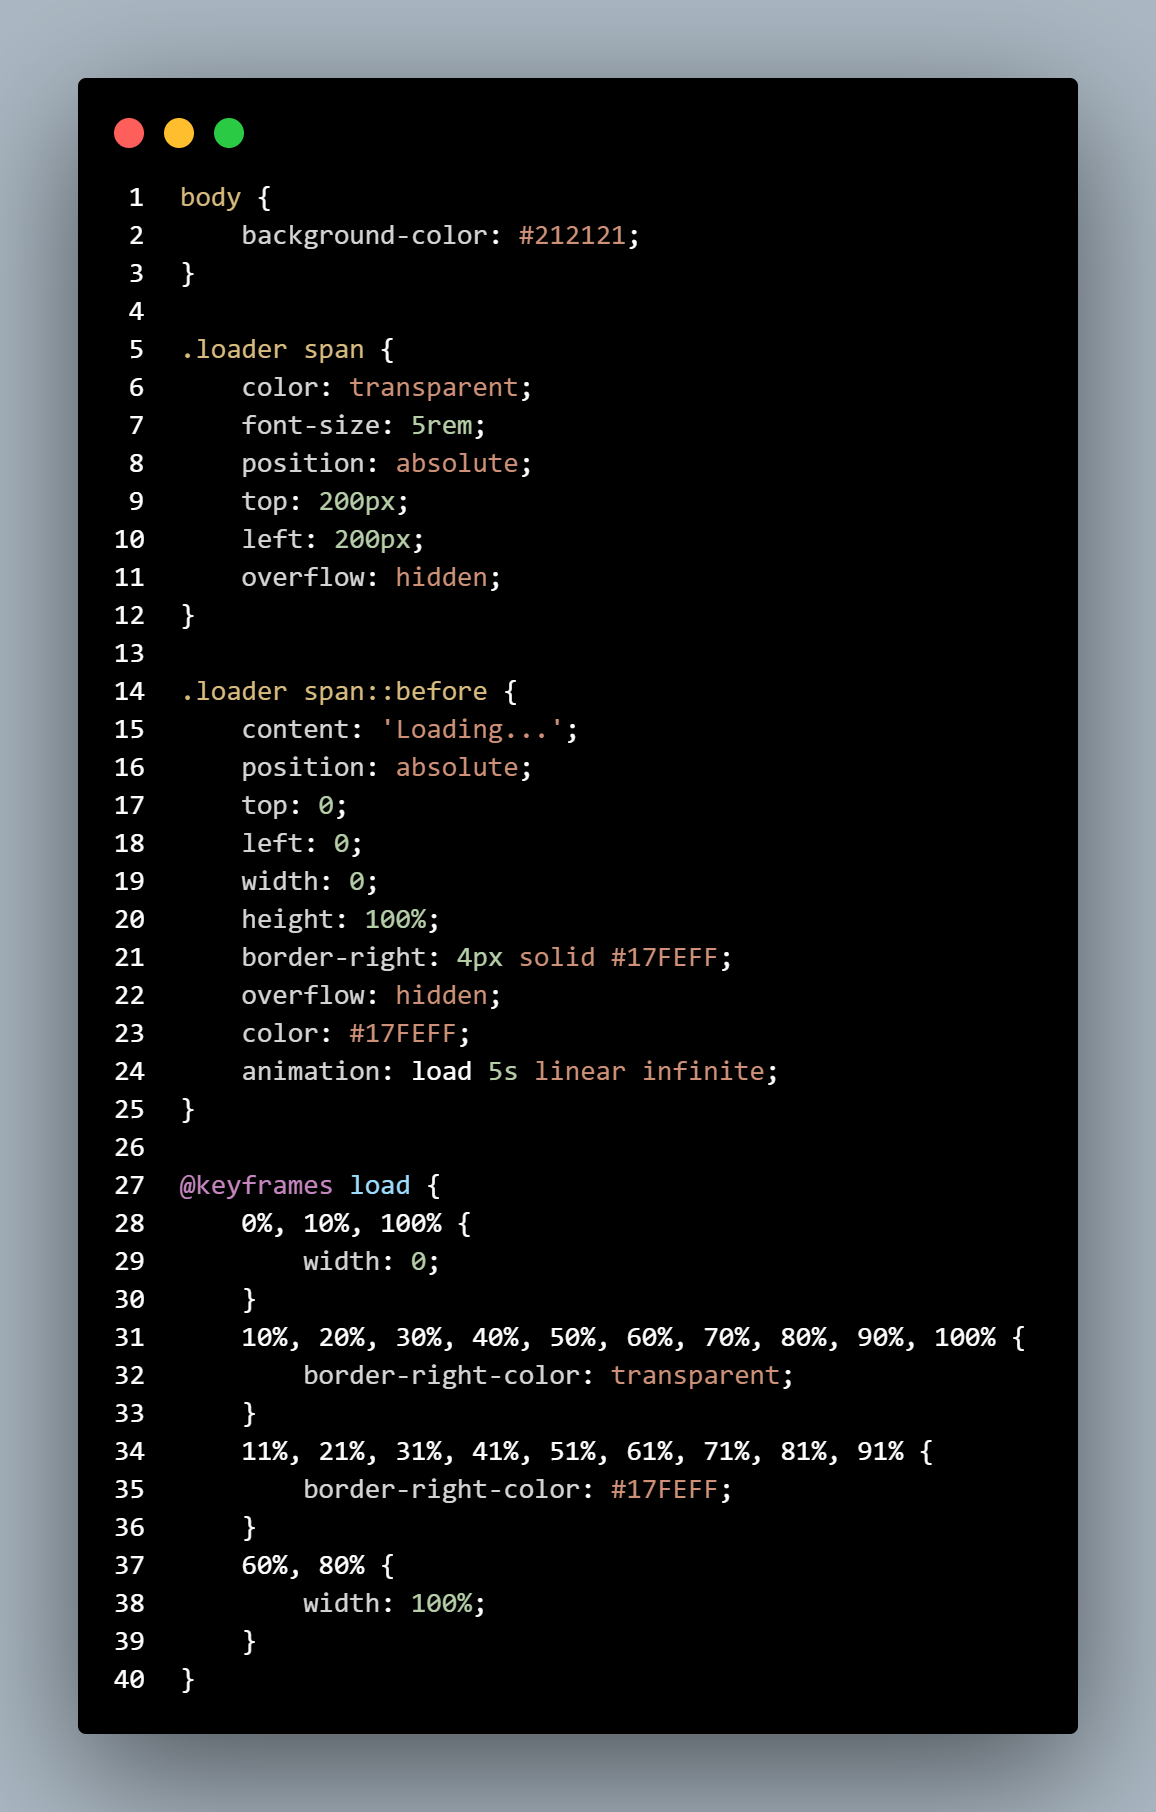 1 body {
2     background-color: #212121;
3 }
4
5 .loader span {
6     color: transparent;
7     font-size: 5rem;
8     position: absolute;
9     top: 200px;
10     left: 200px;
11     overflow: hidden;
12 }
13
14 .loader span::before {
15     content: 'Loading...';
16     position: absolute;
17     top: 0;
18     left: 0;
19     width: 0;
20     height: 100%;
21     border-right: 4px solid #17FEFF;
22     overflow: hidden;
23     color: #17FEFF;
24     animation: load 5s linear infinite;
25 }
26
27 @keyframes load {
28     0%, 10%, 100% {
29         width: 0;
30     }
31     10%, 20%, 30%, 40%, 50%, 60%, 70%, 80%, 90%, 100% {
32         border-right-color: transparent;
33     }
34     11%, 21%, 31%, 41%, 51%, 61%, 71%, 81%, 91% {
35         border-right-color: #17FEFF;
36     }
37     60%, 80% {
38         width: 100%;
39     }
40 }